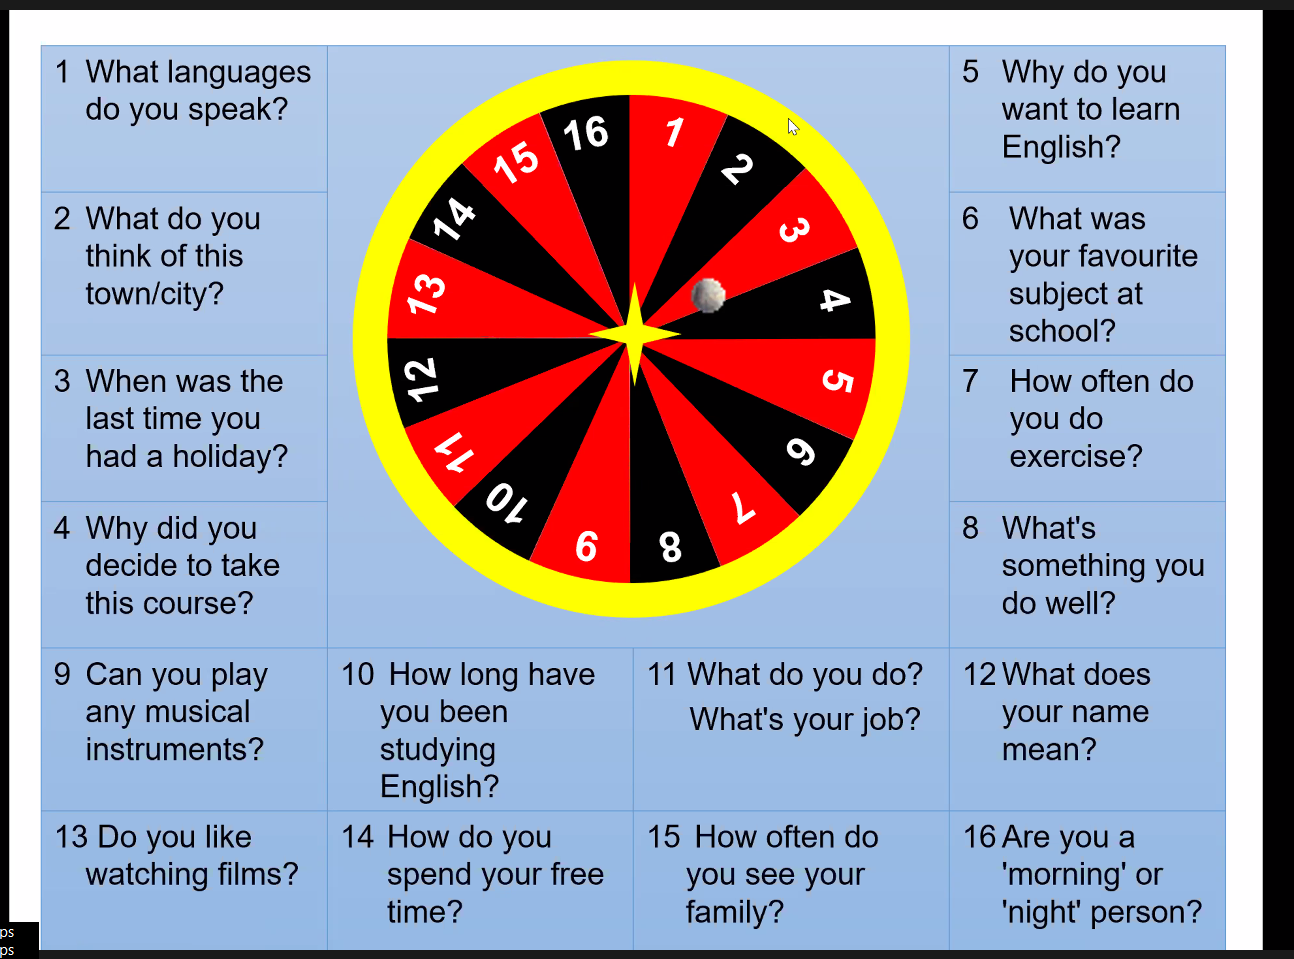 1 What languages
do you speak?
2 What do you
think of this
town/city?
3 When was the
last time you
had a holiday?
4 Why did you
decide to take
this course?
16
1
2
3
4
5
6
7
8
9
10
11
12
13
14
15
5 Why do you
want to learn
English?
6 What was
your favourite
subject at
school?
7 How often do
you do
exercise?
8 What's
something you
do well?
9 Can you play
any musical
instruments?
10 How long have
you been
studying
English?
11 What do you do?
What's your job?
12 What does
your name
mean?
13 Do you like
watching films?
14 How do you
spend your free
time?
15 How often do
you see your
family?
16 Are you a
'morning' or
'night' person?
ps
ps